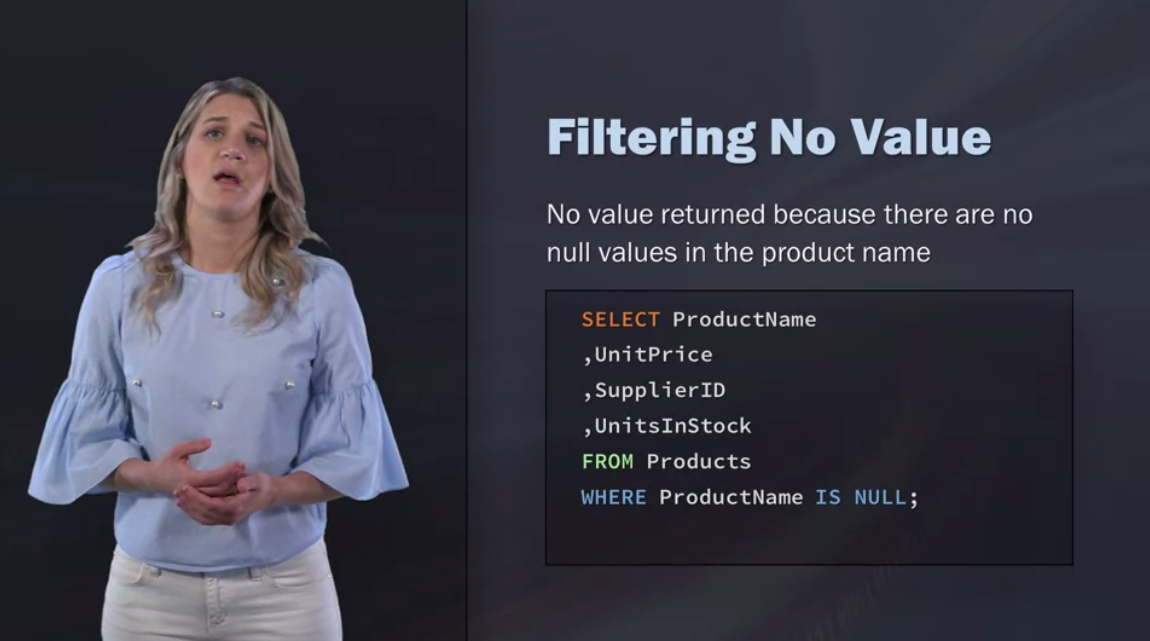 Filtering No Value
No value returned because there are no
null values in the product name
SELECT ProductName
,UnitPrice
,SupplierID
,UnitsInStock
FROM Products
WHERE ProductName IS NULL;